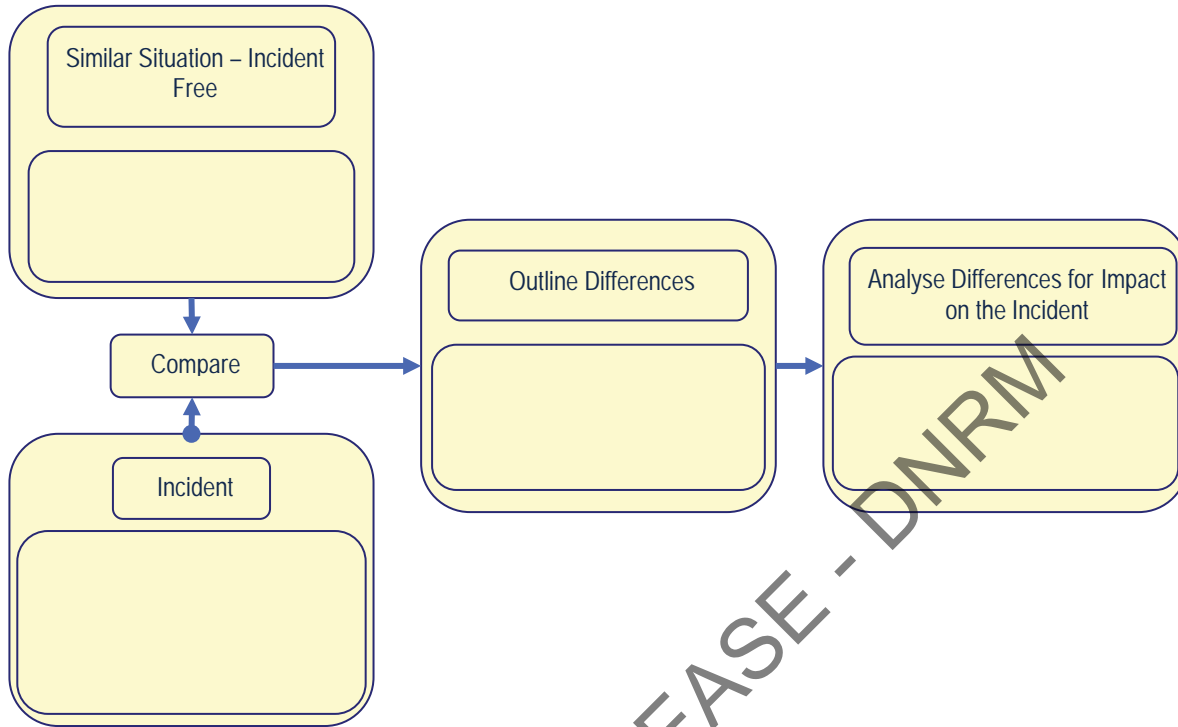 Similar Situation – Incident
Free
Compare
Incident
Outline Differences
Analyse Differences for Impact
on the Incident
EASE - DNRM